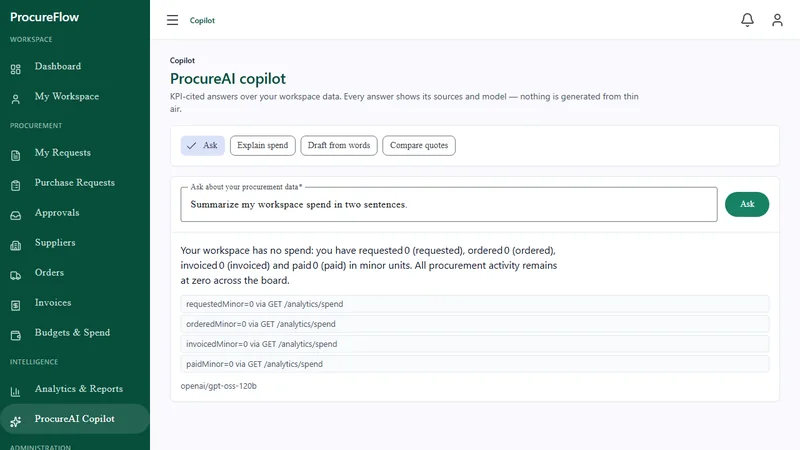 ProcureFlow
WORKSPACE
Dashboard
My Workspace
PROCUREMENT
My Requests
Purchase Requests
Approvals
Suppliers
Orders
Invoices
Budgets & Spend
INTELLIGENCE
Analytics & Reports
ProcureAI Copilot
ADMINISTRATION
Copilot
Copilot
ProcureAI copilot
KPI-cited answers over your workspace data. Every answer shows its sources and model — nothing is generated from thin
air.
Ask
Explain spend
Draft from words
Compare quotes
Ask about your procurement data*
Summarize my workspace spend in two sentences.
Ask
Your workspace has no spend: you have requested 0 (requested), ordered 0 (ordered),
invoiced 0 (invoiced) and paid 0 (paid) in minor units. All procurement activity remains
at zero across the board.
requestedMinor=0 via GET /analytics/spend
orderedMinor=0 via GET /analytics/spend
invoicedMinor=0 via GET /analytics/spend
paidMinor=0 via GET /analytics/spend
openai/gpt-oss-120b